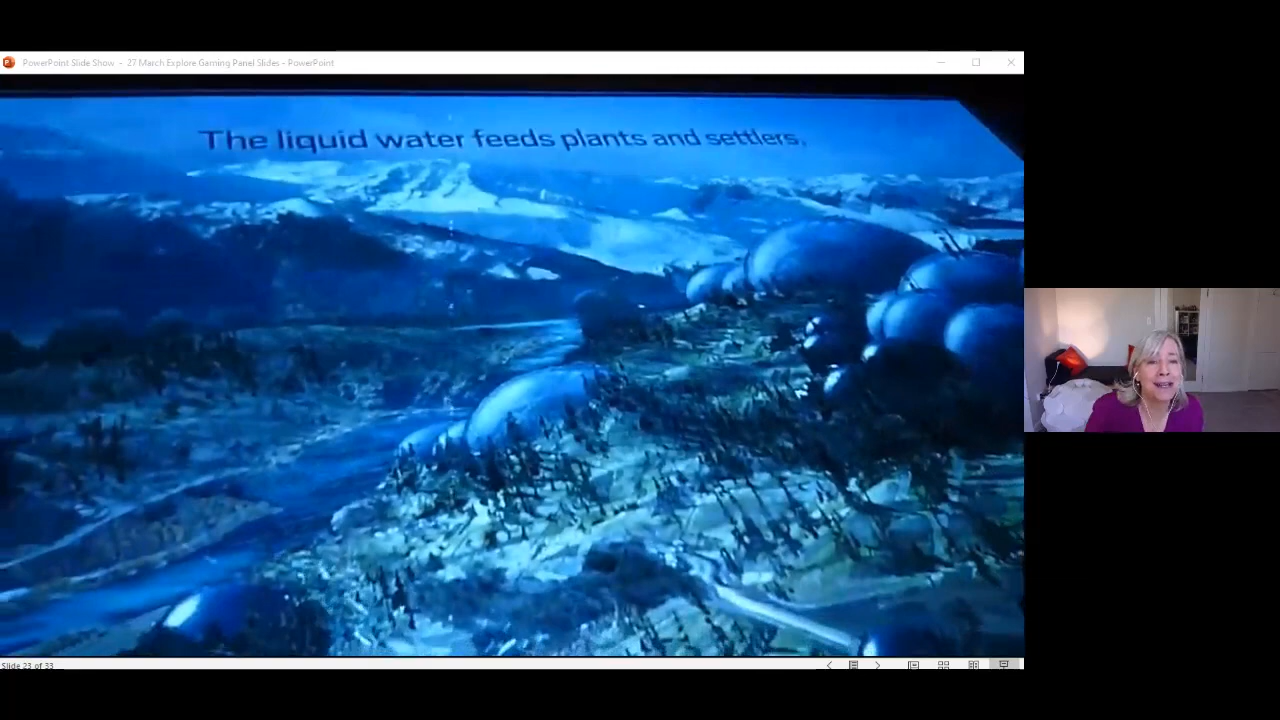 PowerPoint Slide Show - 27 March Explore Gaming Panel Slides - PowerPoint
The liquid water feeds plants and settlers,
Slide 23 of 33